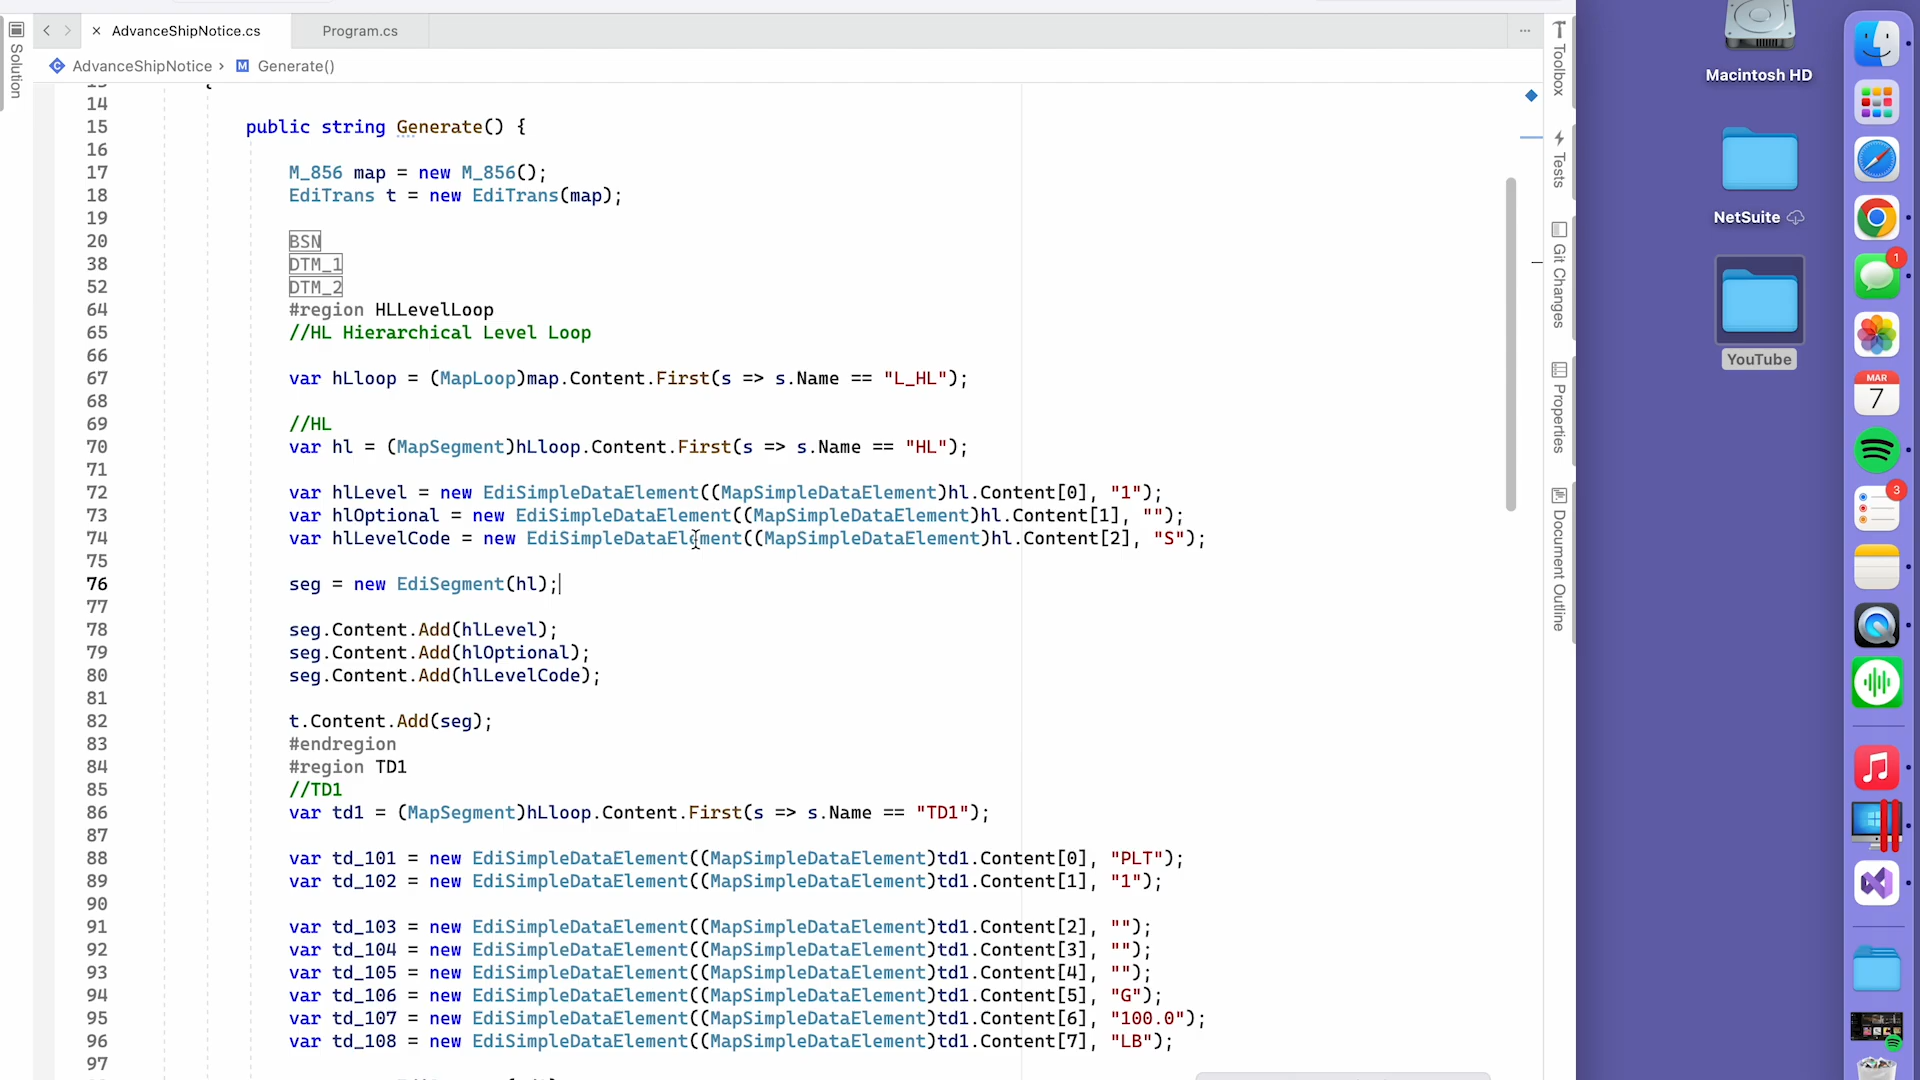 AdvanceShipNotice.cs
Program.cs
AdvanceShipNotice › M Generate()
Solution
14
15 public string Generate() {
16
17 M_856 map = new M_856();
18 EdiTrans t = new EdiTrans(map);
19
20 BSN
38 DTM_1
52 DTM_2
64 #region HLLevelLoop
65 //HL Hierarchical Level Loop
66
67 var hLloop = (MapLoop)map.Content.First(s => s.Name == "L_HL");
68
69 //HL
70 var hl = (MapSegment)hLloop.Content.First(s => s.Name == "HL");
71
72 var hlLevel = new EdiSimpleDataElement((MapSimpleDataElement)hl.Content[0], "1");
73 var hlOptional = new EdiSimpleDataElement((MapSimpleDataElement)hl.Content[1], "");
74 var hlLevelCode = new EdiSimpleDataElement((MapSimpleDataElement)hl.Content[2], "S");
75
76 seg = new EdiSegment(hl);
77
78 seg.Content.Add(hlLevel);
79 seg.Content.Add(hlOptional);
80 seg.Content.Add(hlLevelCode);
81
82 t.Content.Add(seg);
83 #endregion
84 #region TD1
85 //TD1
86 var td1 = (MapSegment)hLloop.Content.First(s => s.Name == "TD1");
87
88 var td_101 = new EdiSimpleDataElement((MapSimpleDataElement)td1.Content[0], "PLT");
89 var td_102 = new EdiSimpleDataElement((MapSimpleDataElement)td1.Content[1], "1");
90
91 var td_103 = new EdiSimpleDataElement((MapSimpleDataElement)td1.Content[2], "");
92 var td_104 = new EdiSimpleDataElement((MapSimpleDataElement)td1.Content[3], "");
93 var td_105 = new EdiSimpleDataElement((MapSimpleDataElement)td1.Content[4], "");
94 var td_106 = new EdiSimpleDataElement((MapSimpleDataElement)td1.Content[5], "G");
95 var td_107 = new EdiSimpleDataElement((MapSimpleDataElement)td1.Content[6], "100.0");
96 var td_108 = new EdiSimpleDataElement((MapSimpleDataElement)td1.Content[7], "LB");
97
Toolbox
Tests
Git Changes
Properties
Document Outline
Macintosh HD
NetSuite
YouTube
1
MAR
7
3